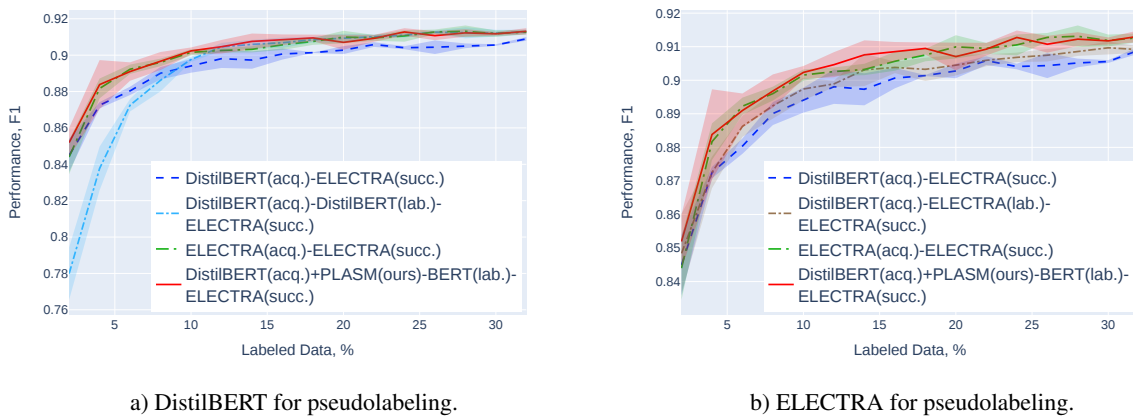 0.92
0.9
0.88
0.86
0.84
0.82
0.8
0.78
0.76
Performance, F1
5
10
15
20
25
30
Labeled Data, %
DistilBERT(acq.)-ELECTRA(succ.)
DistilBERT(acq.)-DistilBERT(lab.)-
ELECTRA(succ.)
ELECTRA(acq.)-ELECTRA(succ.)
DistilBERT(acq.)+PLASM(ours)-BERT(lab.)-
ELECTRA(succ.)
a) DistilBERT for pseudolabeling.
0.92
0.91
0.9
0.89
0.88
0.87
0.86
0.85
0.84
Performance, F1
5
10
15
20
25
30
Labeled Data, %
DistilBERT(acq.)-ELECTRA(succ.)
DistilBERT(acq.)-ELECTRA(lab.)-
ELECTRA(succ.)
ELECTRA(acq.)-ELECTRA(succ.)
DistilBERT(acq.)+PLASM(ours)-BERT(lab.)-
ELECTRA(succ.)
b) ELECTRA for pseudolabeling.